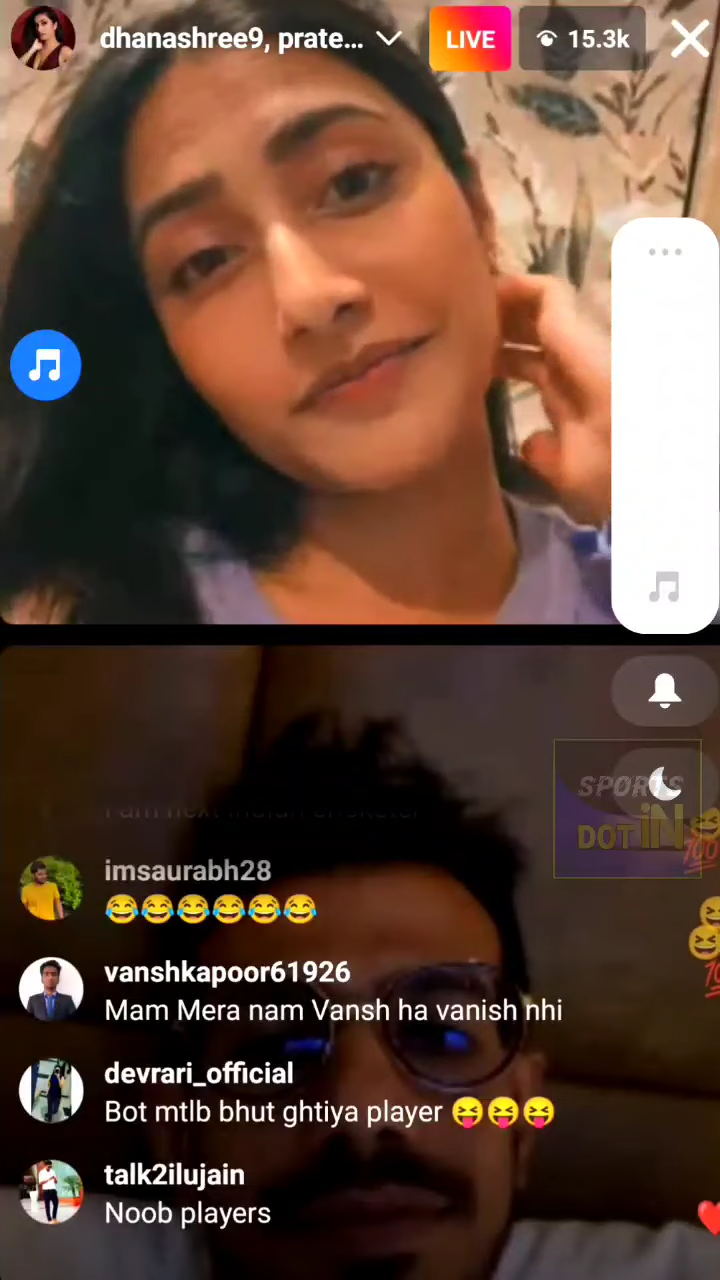 dhanashree9, prate...
LIVE
15.3k
SPORTS
DOT iN
imsaurabh28
😂😂😂😂😂😂
vanshkapoor61926
Mam Mera nam Vansh ha vanish nhi
devrari_official
Bot mtlb bhut ghtiya player 😝😝😝
talk2ilujain
Noob players